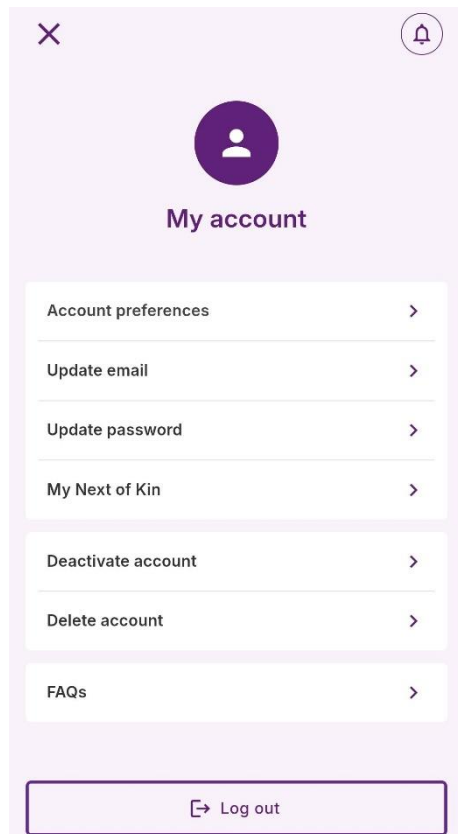 My account
Account preferences
Update email
Update password
My Next of Kin
Deactivate account
Delete account
FAQs
Log out